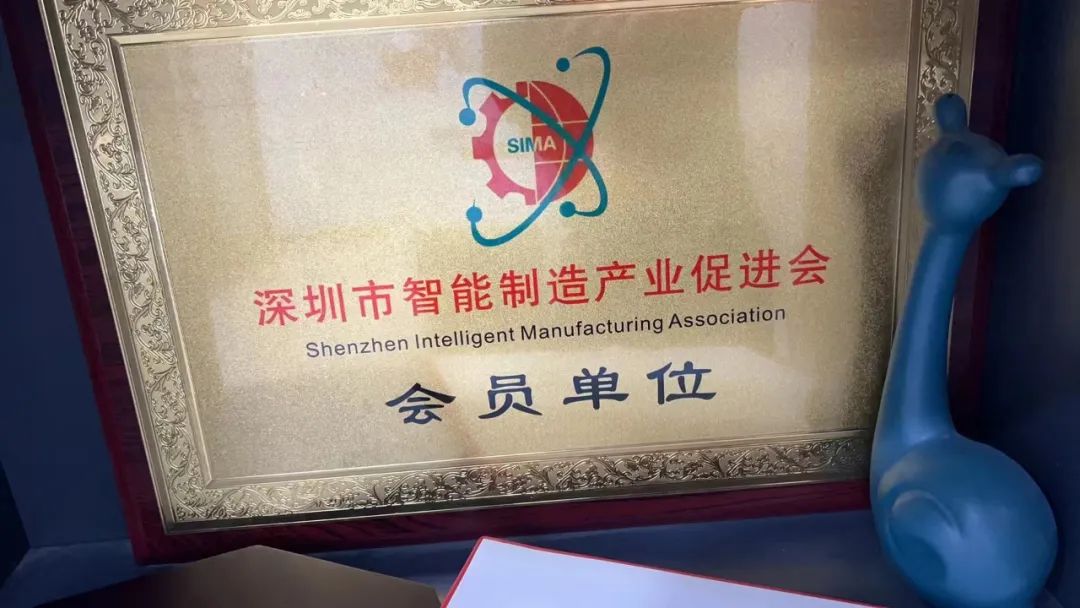 SIMA
深圳市智能制造产业促进会
Shenzhen Intelligent Manufacturing Association
会员单位